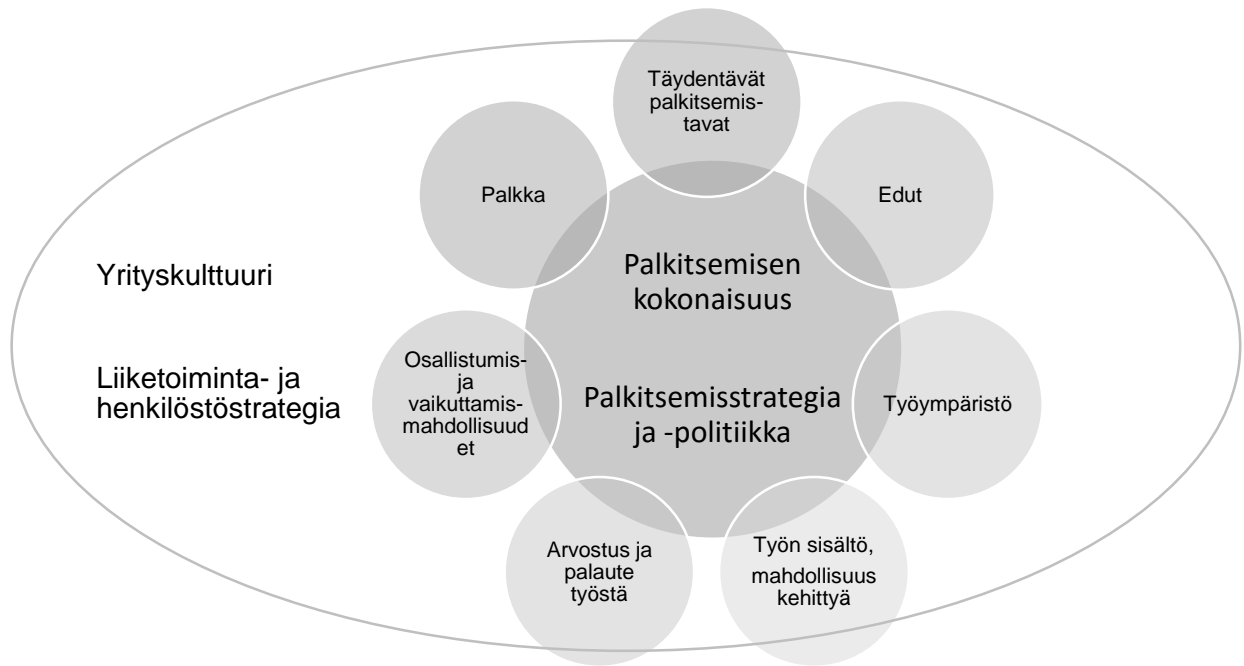 Täydentävät
palkitsemis-
tavat
Palkka
Edut
Palkitsemisen
kokonaisuus
Yrityskulttuuri
Liiketoiminta- ja
henkilöstöstrategia
Osallistumis-
ja
vaikuttamis-
mahdollisuud
et
Palkitsemisstrategia
ja -politiikka
Työympäristö
Arvostus ja
palaute
työstä
Työn sisältö,
mahdollisuus
kehittyä